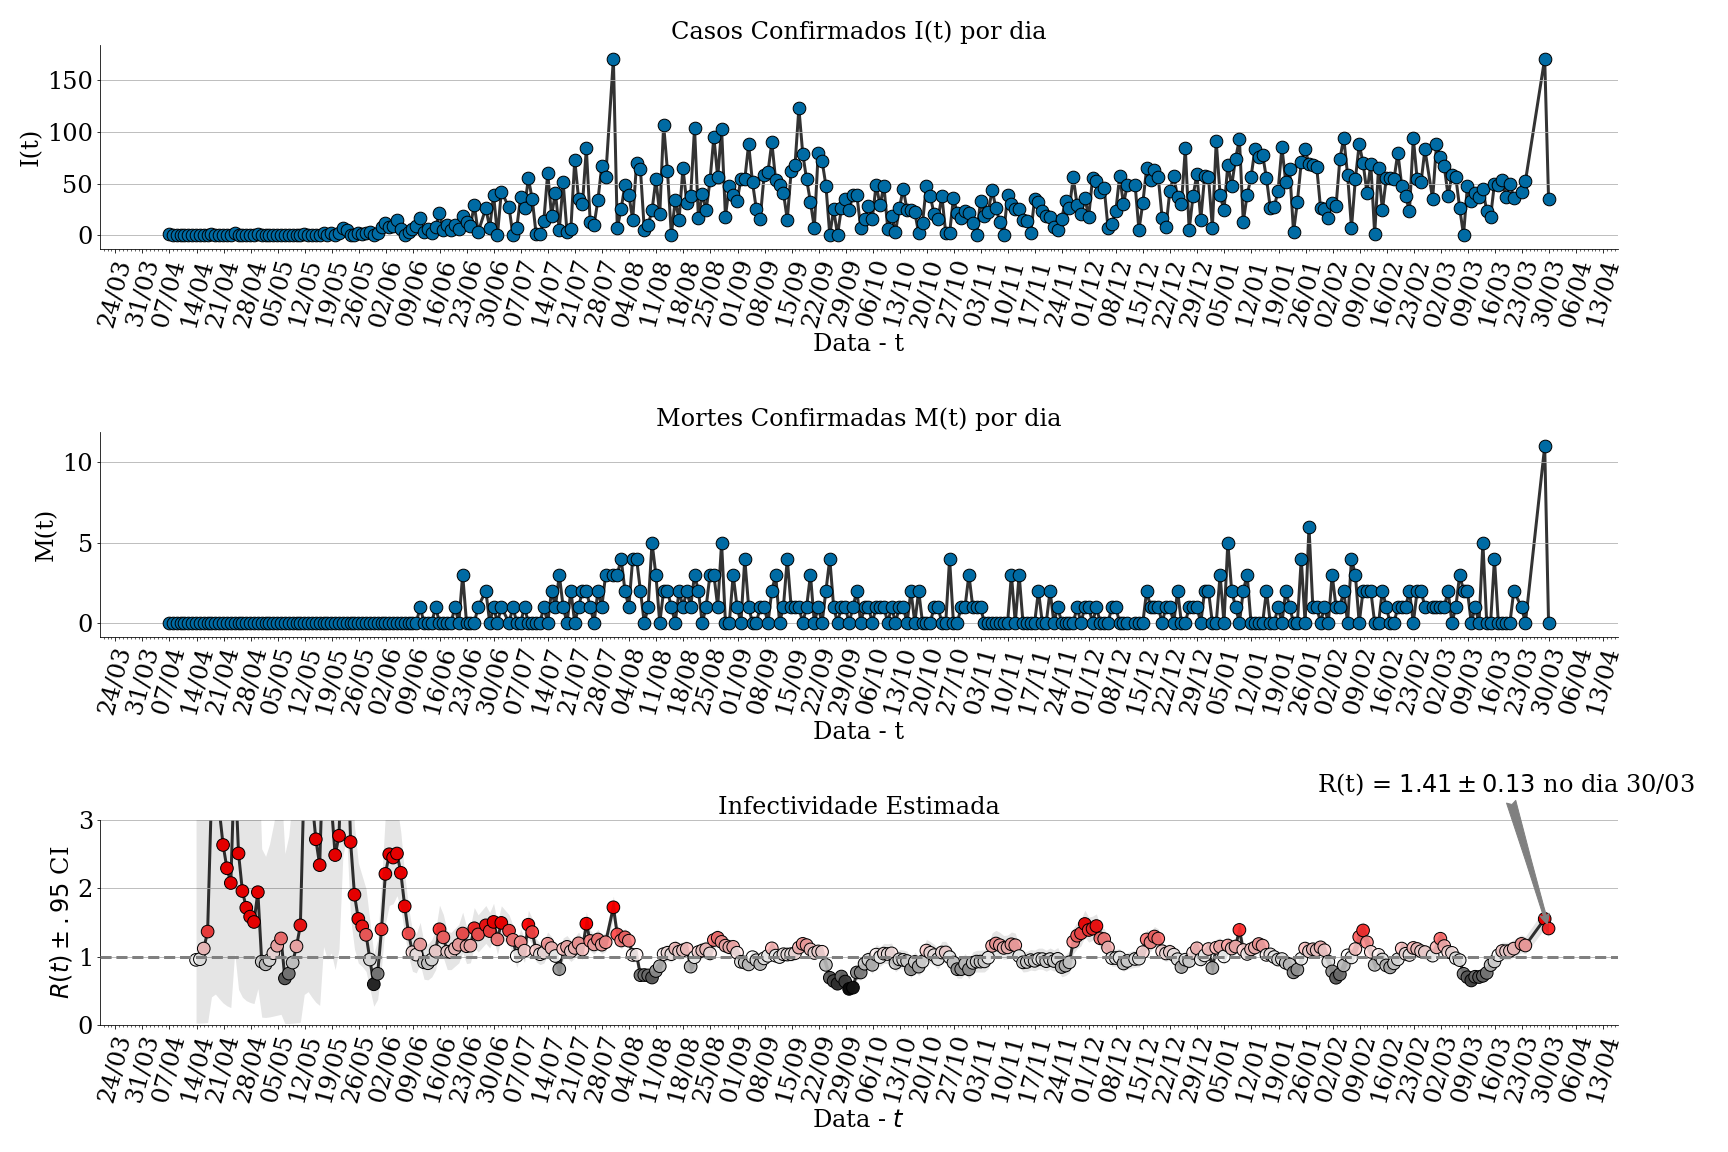 Casos Confirmados I(t) por dia
I(t)
150
100
50
0
24/03 31/03 07/04 14/04 21/04 28/04 05/05 12/05 19/05 26/05 02/06 09/06 16/06 23/06 30/06 07/07 14/07 21/07 28/07 04/08 11/08 18/08 25/08 01/09 08/09 15/09 22/09 29/09 06/10 13/10 20/10 27/10 03/11 10/11 17/11 24/11 01/12 08/12 15/12 22/12 29/12 05/01 12/01 19/01 26/01 02/02 09/02 16/02 23/02 02/03 09/03 16/03 23/03 30/03 06/04 13/04
Data - t
Mortes Confirmadas M(t) por dia
M(t)
10
5
0
24/03 31/03 07/04 14/04 21/04 28/04 05/05 12/05 19/05 26/05 02/06 09/06 16/06 23/06 30/06 07/07 14/07 21/07 28/07 04/08 11/08 18/08 25/08 01/09 08/09 15/09 22/09 29/09 06/10 13/10 20/10 27/10 03/11 10/11 17/11 24/11 01/12 08/12 15/12 22/12 29/12 05/01 12/01 19/01 26/01 02/02 09/02 16/02 23/02 02/03 09/03 16/03 23/03 30/03 06/04 13/04
Data - t
R(t) = 1.41 ± 0.13 no dia 30/03
Infectividade Estimada
R(t) ± .95 CI
3
2
1
0
24/03 31/03 07/04 14/04 21/04 28/04 05/05 12/05 19/05 26/05 02/06 09/06 16/06 23/06 30/06 07/07 14/07 21/07 28/07 04/08 11/08 18/08 25/08 01/09 08/09 15/09 22/09 29/09 06/10 13/10 20/10 27/10 03/11 10/11 17/11 24/11 01/12 08/12 15/12 22/12 29/12 05/01 12/01 19/01 26/01 02/02 09/02 16/02 23/02 02/03 09/03 16/03 23/03 30/03 06/04 13/04
Data - t